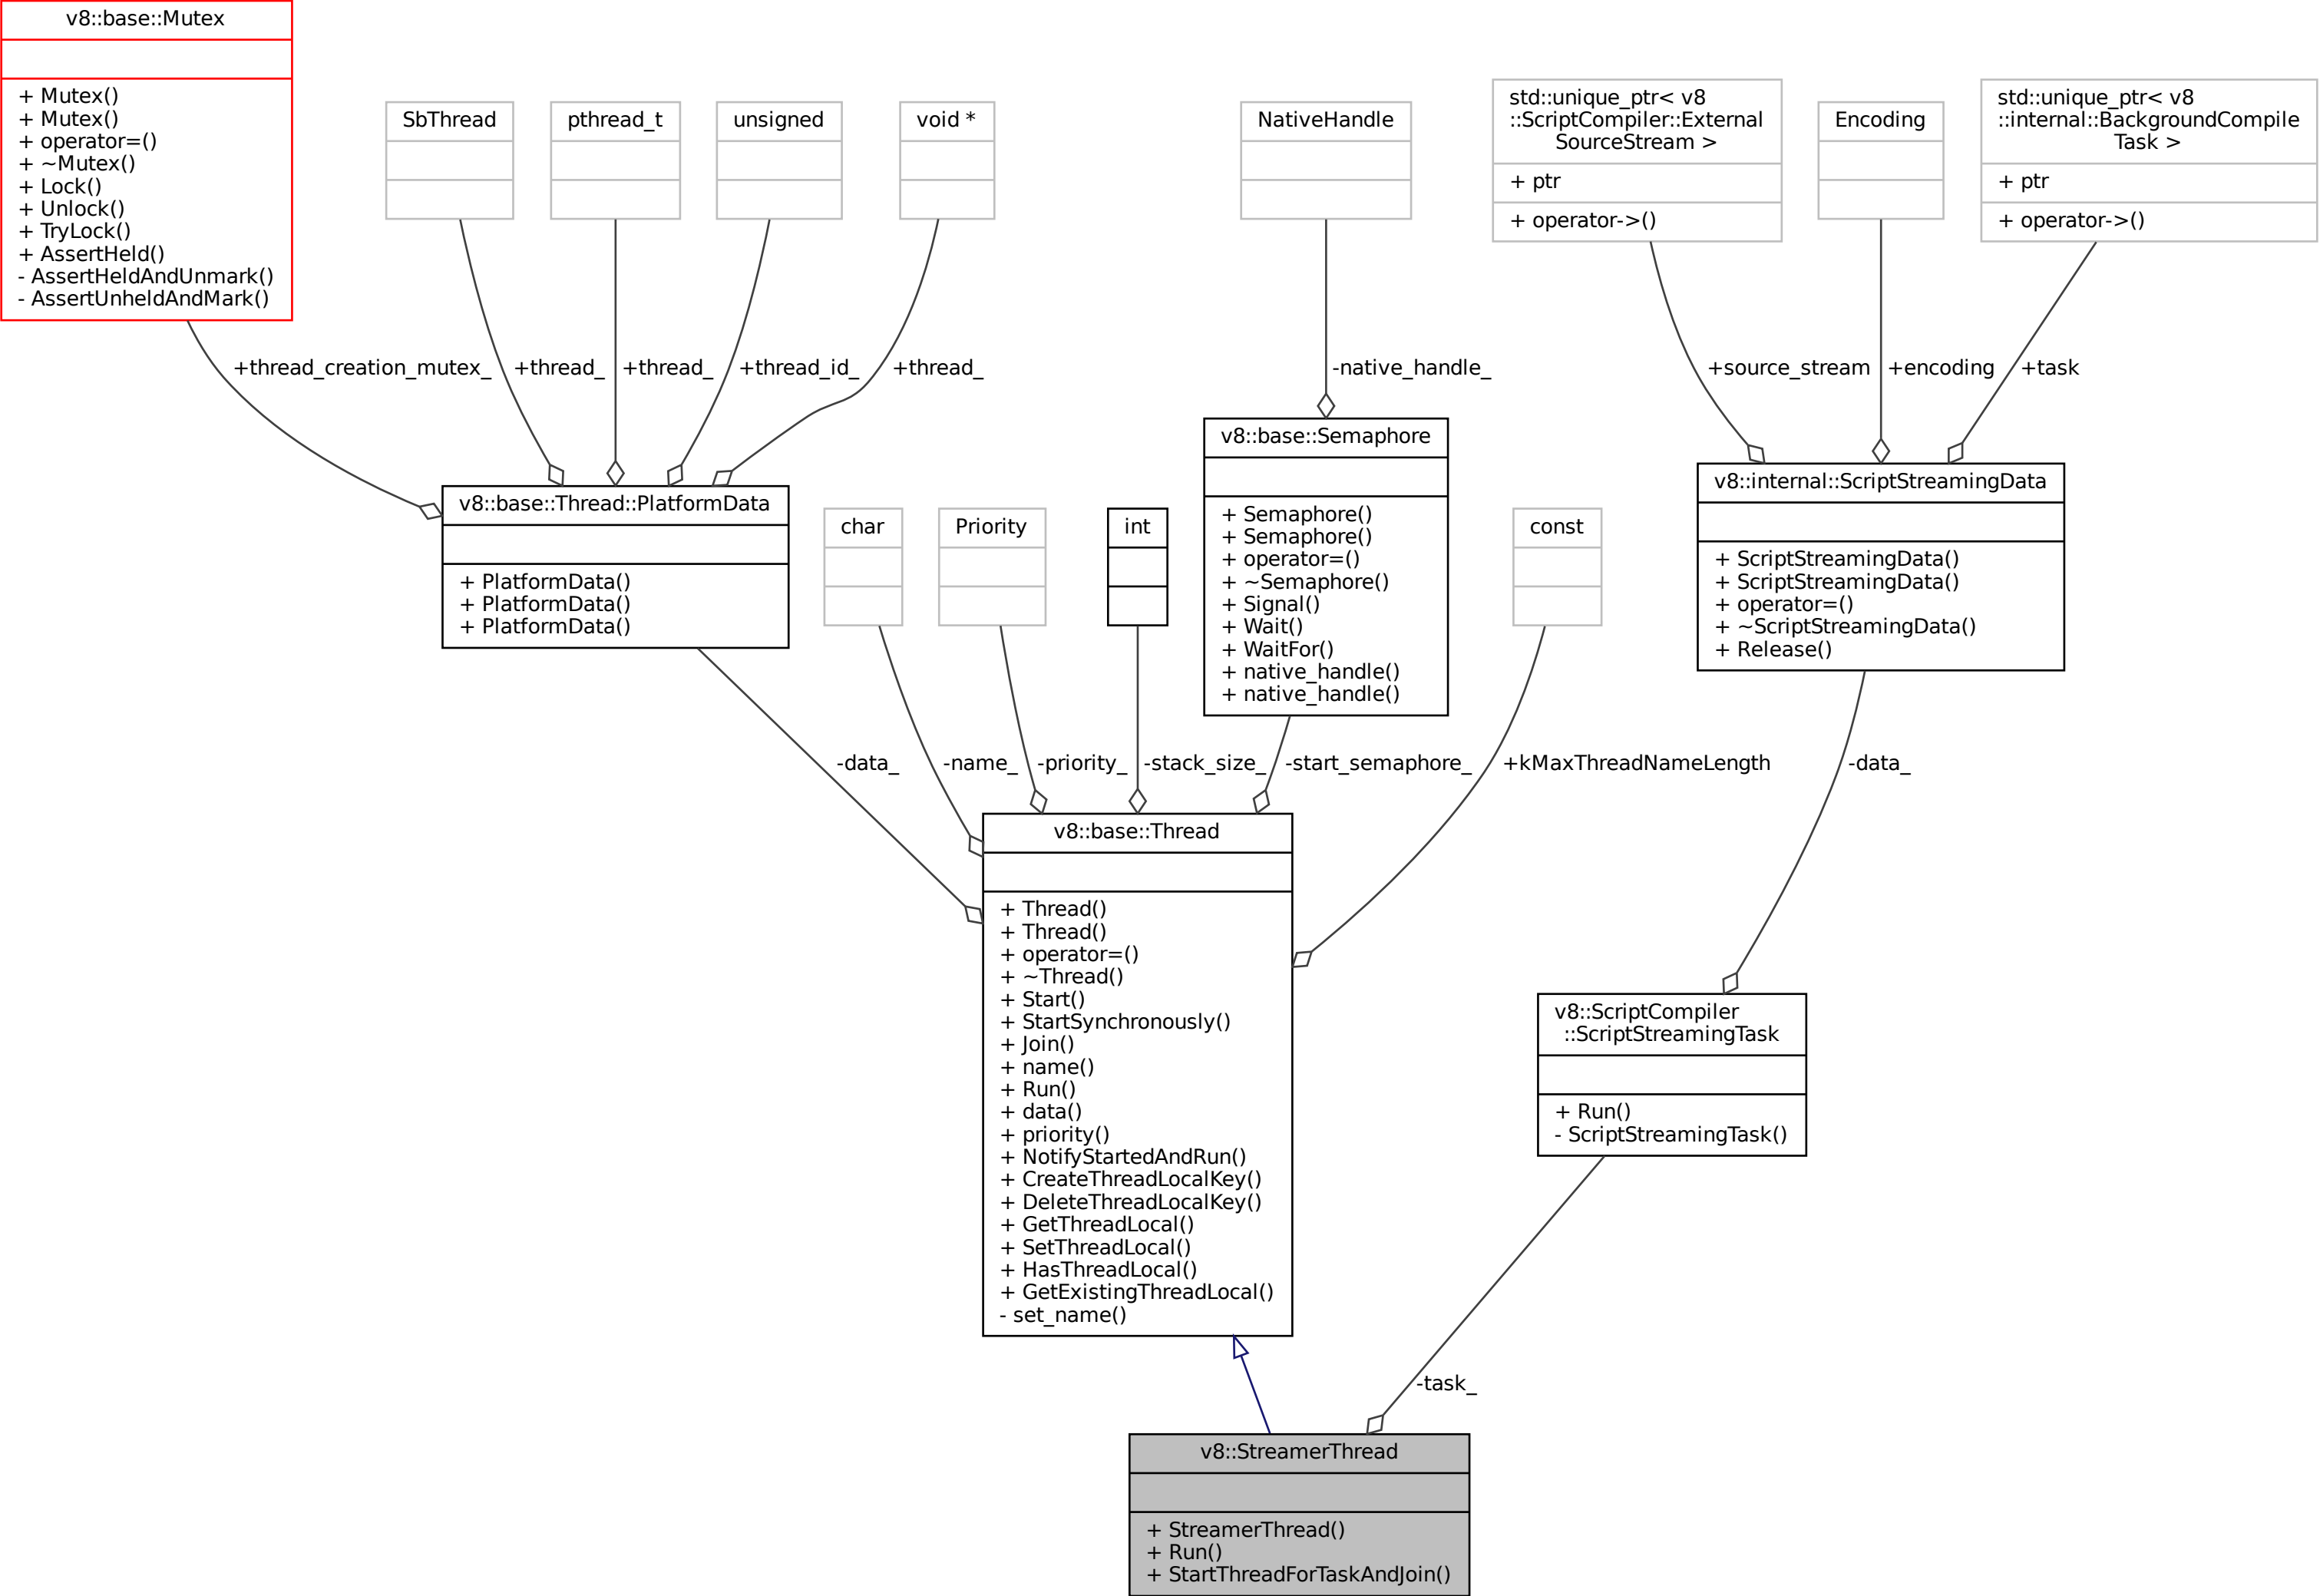 v8::base::Mutex
+ Mutex()
+ Mutex()
+ operator=()
+ ~Mutex()
+ Lock()
+ Unlock()
+ TryLock()
+ AssertHeld()
- AssertHeldAndUnmark()
- AssertUnheldAndMark()
SbThread
pthread_t
unsigned
void *
NativeHandle
std::unique_ptr< v8
::ScriptCompiler::External
SourceStream >
+ ptr
+ operator->()
Encoding
std::unique_ptr< v8
::internal::BackgroundCompile
Task >
+ ptr
+ operator->()
+thread_creation_mutex_
+thread_
+thread_
+thread_id_
+thread_
-native_handle_
+source_stream
+encoding
+task
v8::base::Thread::PlatformData
+ PlatformData()
+ PlatformData()
+ PlatformData()
char
Priority
int
v8::base::Semaphore
+ Semaphore()
+ Semaphore()
+ operator=()
+ ~Semaphore()
+ Signal()
+ Wait()
+ WaitFor()
+ native_handle()
+ native_handle()
const
v8::internal::ScriptStreamingData
+ ScriptStreamingData()
+ ScriptStreamingData()
+ operator=()
+ ~ScriptStreamingData()
+ Release()
-data_
-name_
-priority_
-stack_size_
-start_semaphore_
+kMaxThreadNameLength
-data_
v8::base::Thread
+ Thread()
+ Thread()
+ operator=()
+ ~Thread()
+ Start()
+ StartSynchronously()
+ Join()
+ name()
+ Run()
+ data()
+ priority()
+ NotifyStartedAndRun()
+ CreateThreadLocalKey()
+ DeleteThreadLocalKey()
+ GetThreadLocal()
+ SetThreadLocal()
+ HasThreadLocal()
+ GetExistingThreadLocal()
- set_name()
v8::ScriptCompiler
::ScriptStreamingTask
+ Run()
- ScriptStreamingTask()
-task_
v8::StreamerThread
+ StreamerThread()
+ Run()
+ StartThreadForTaskAndJoin()